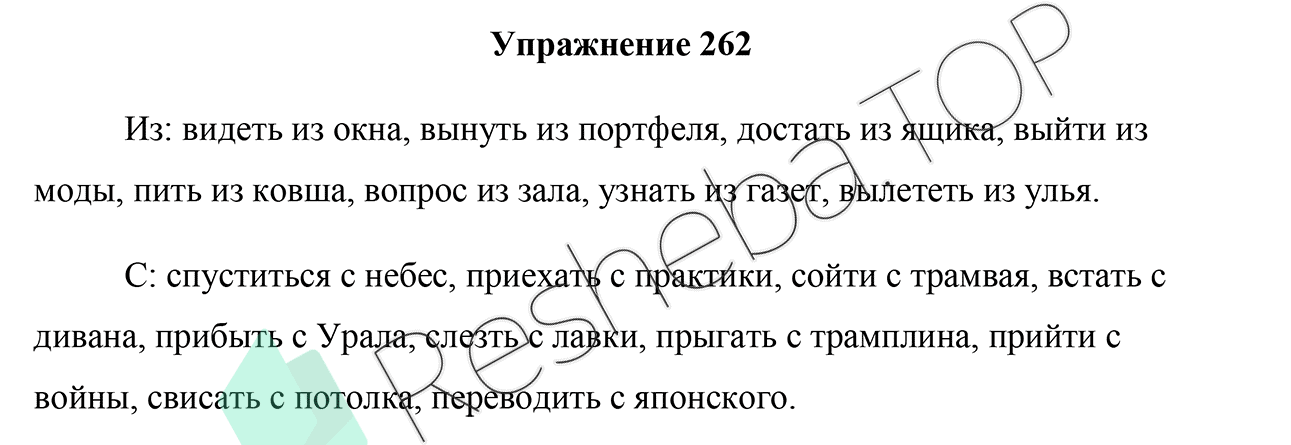 Упражнение 262
Из: видеть из окна, вынуть из портфеля, достать из ящика, выйти из
моды, пить из ковша, вопрос из зала, узнать из газет, вылететь из улья.
С: спуститься с небес, приехать с практики, сойти с трамвая, встать с
дивана, прибыть с Урала, слезть с лавки, прыгать с трамплина, прийти с
войны, свисать с потолка, переводить с японского.
Resheba.TOP